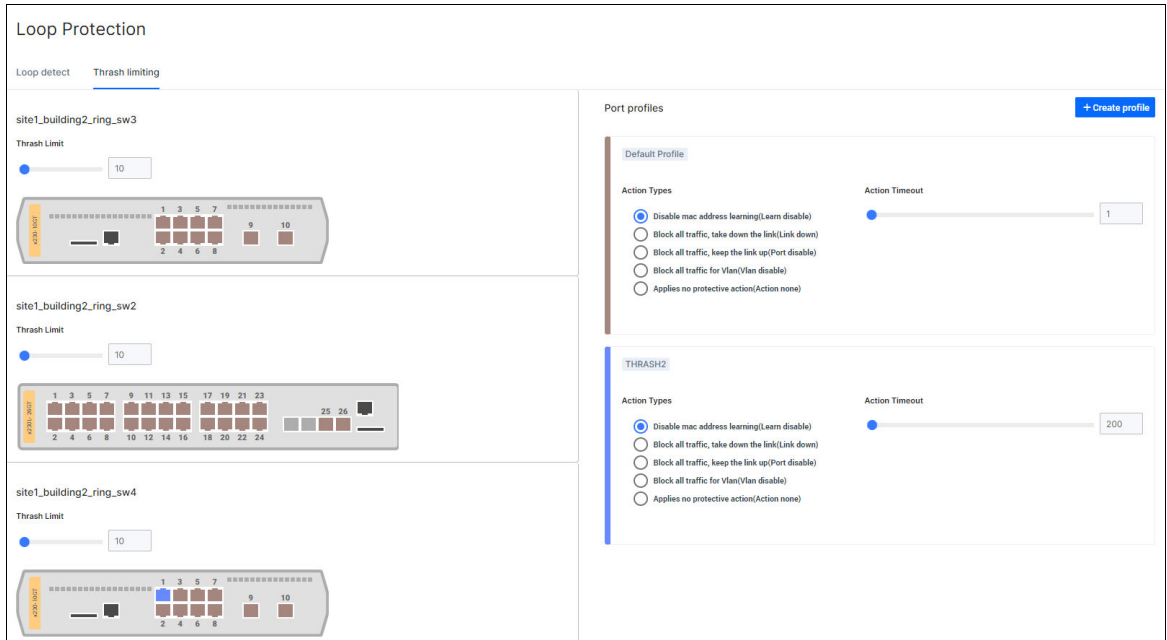 Loop Protection
Loop detect Thrash limiting
site1_building2_ring_sw3
Thrash Limit
10
x230-10GT
1 3 5 7
9 10
2 4 6 8
site1_building2_ring_sw2
Thrash Limit
10
1 3 5 7 9 11 13 15 17 19 21 23
25 26
2 4 6 8 10 12 14 16 18 20 22 24
site1_building2_ring_sw4
Thrash Limit
10
x230-10GT
1 3 5 7
9 10
2 4 6 8
Port profiles
+ Create profile
Default Profile
Action Types Action Timeout
Disable mac address learning(Learn disable) 1
Block all traffic, take down the link(Link down)
Block all traffic, keep the link up(Port disable)
Block all traffic for Vlan(Vlan disable)
Applies no protective action(Action none)
THRASH2
Action Types Action Timeout
Disable mac address learning(Learn disable) 200
Block all traffic, take down the link(Link down)
Block all traffic, keep the link up(Port disable)
Block all traffic for Vlan(Vlan disable)
Applies no protective action(Action none)